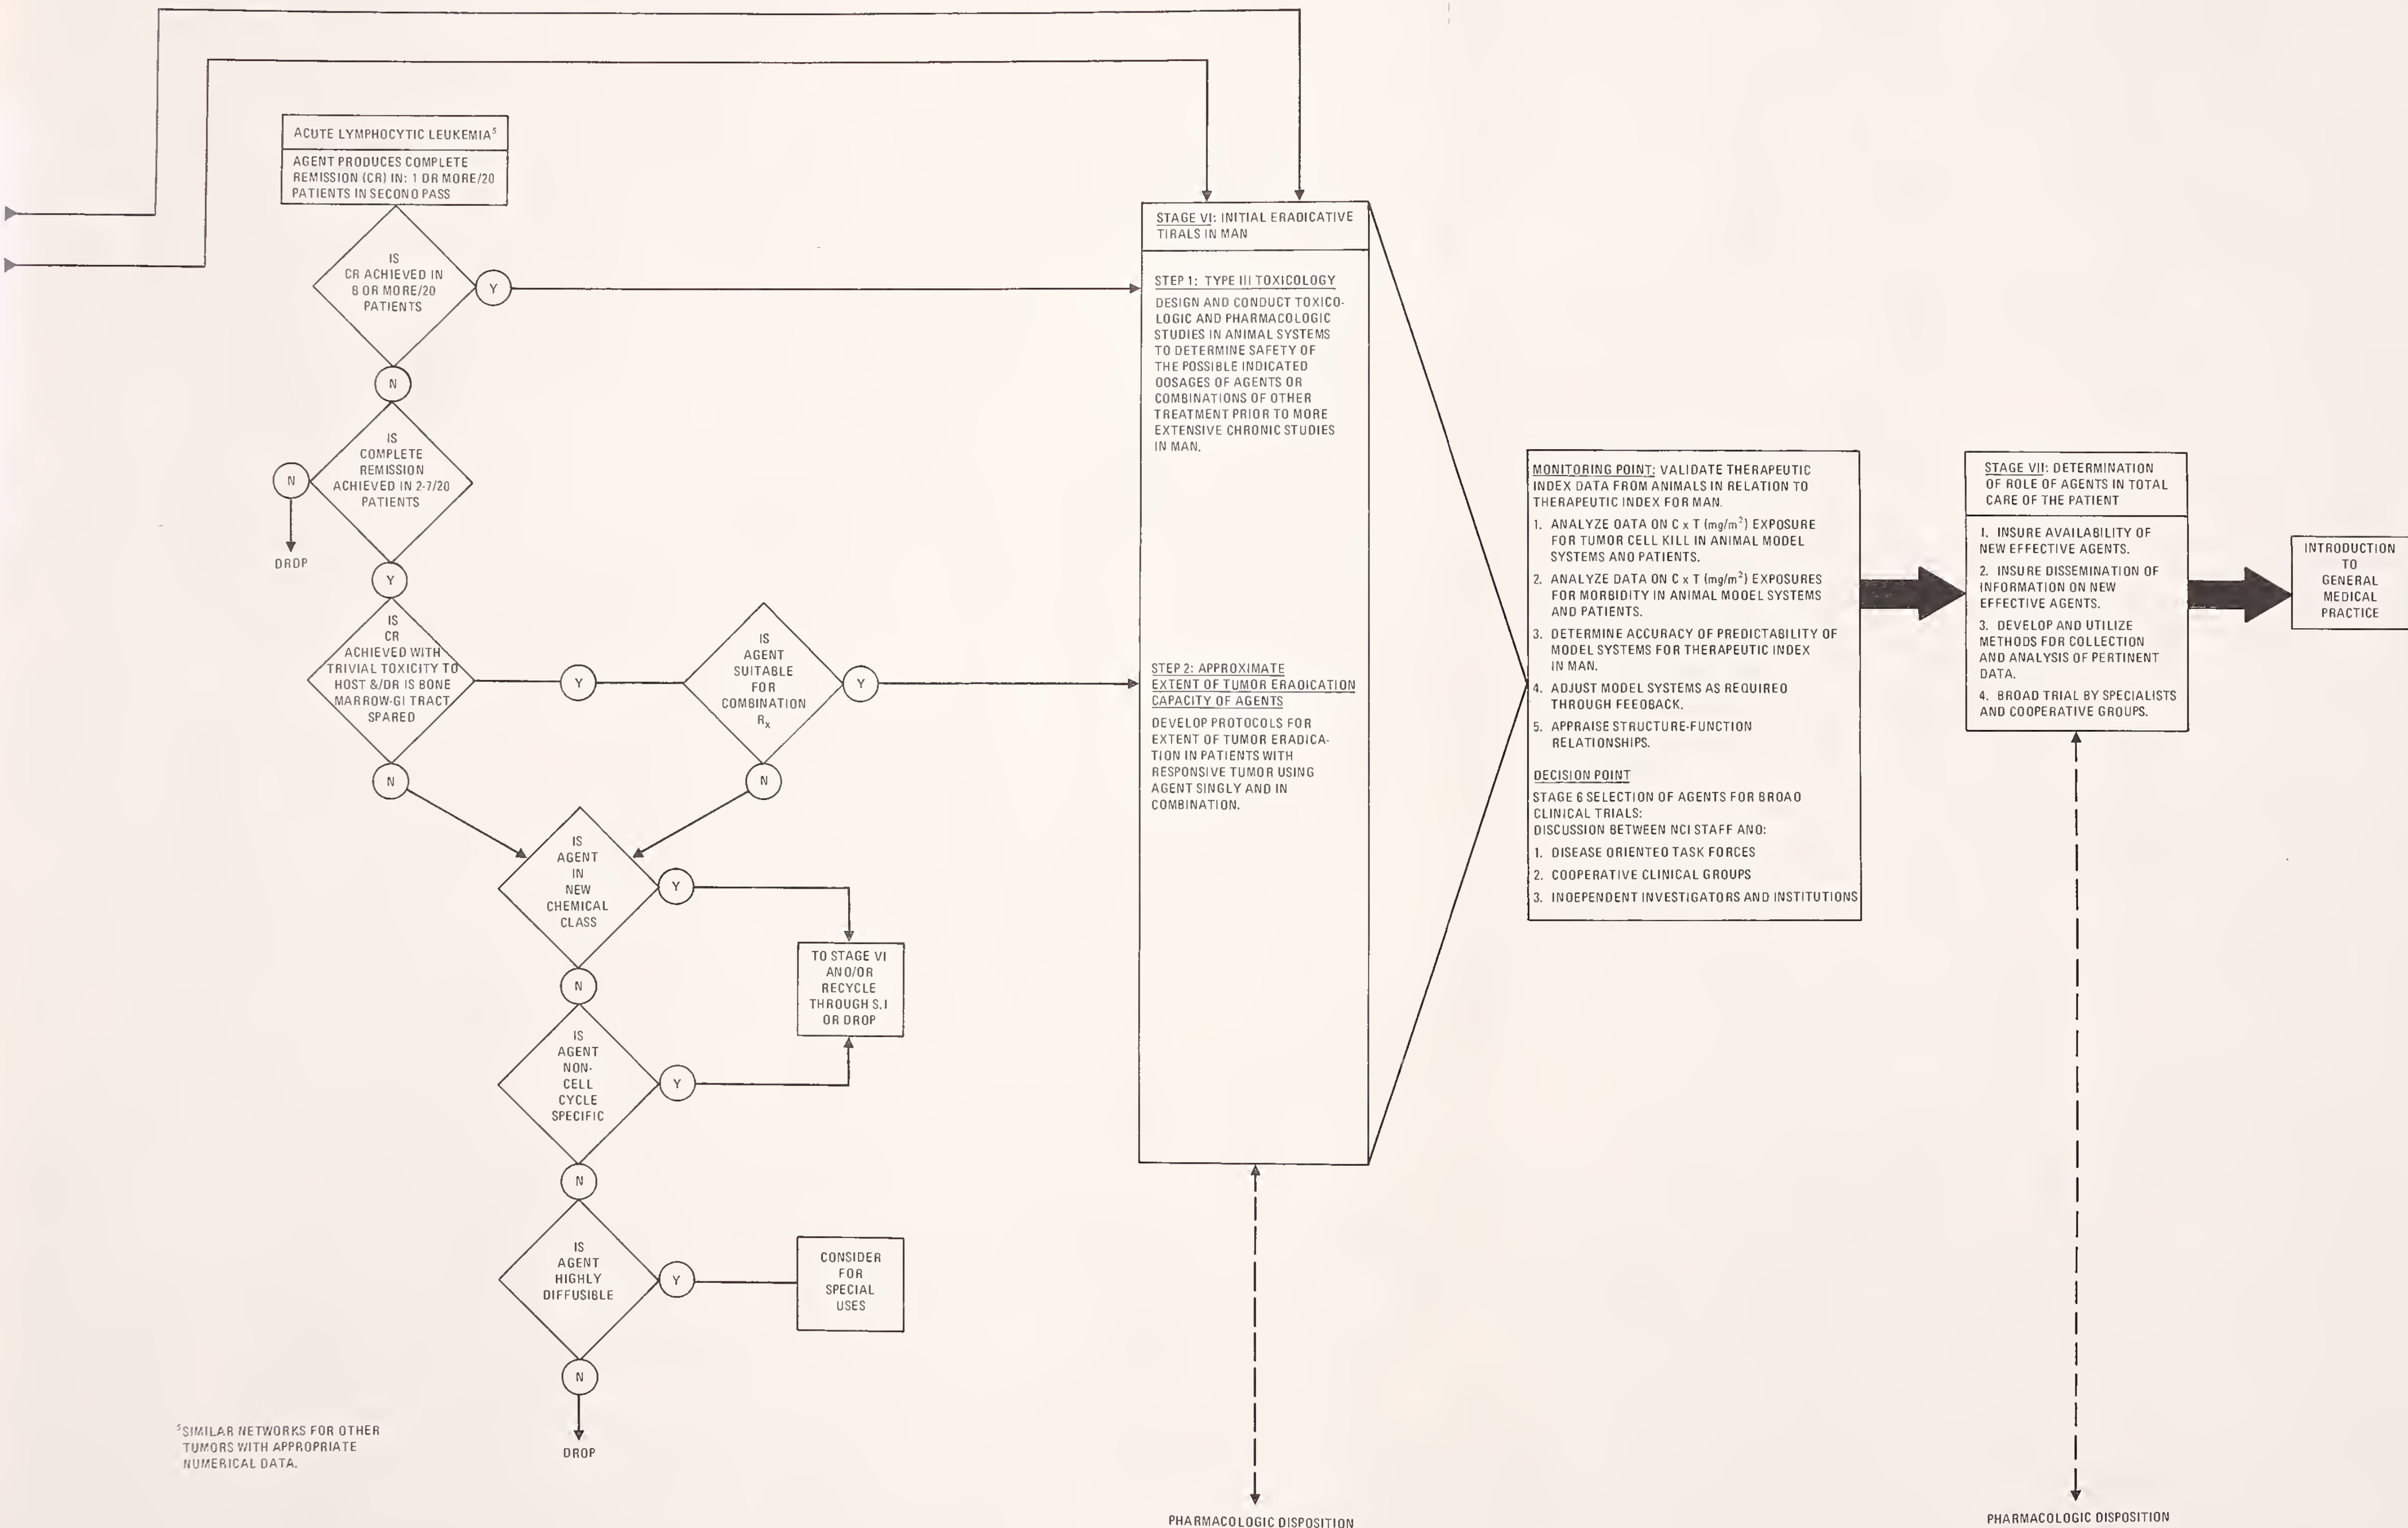 ACUTE LYMPHOCYTIC LEUKEMIA⁵
AGENT PRODUCES COMPLETE
REMISSION (CR) IN: 1 DR MORE/20
PATIENTS IN SECOND PASS
IS
CR ACHIEVED IN
8 OR MORE/20
PATIENTS
Y
N
IS
COMPLETE
REMISSION
ACHIEVED IN 2-7/20
PATIENTS
N
DRDP
Y
IS
CR
ACHIEVED WITH
TRIVIAL TOXICITY TO
HOST &/DR IS BONE
MARROW-GI TRACT
SPARED
Y
IS
AGENT
SUITABLE
FOR
COMBINATION
Rx
Y
N
N
IS
AGENT
IN
NEW
CHEMICAL
CLASS
Y
TO STAGE VI
ANO/OR
RECYCLE
THROUGH S.I
OR DROP
N
IS
AGENT
NON-
CELL
CYCLE
SPECIFIC
Y
N
IS
AGENT
HIGHLY
DIFFUSIBLE
Y
CONSIDER
FOR
SPECIAL
USES
N
DROP
⁵SIMILAR NETWORKS FOR OTHER
TUMORS WITH APPROPRIATE
NUMERICAL DATA.
STAGE VI: INITIAL ERADICATIVE
TIRALS IN MAN
STEP 1: TYPE III TOXICOLOGY
DESIGN AND CONDUCT TOXICO-
LOGIC AND PHARMACOLOGIC
STUDIES IN ANIMAL SYSTEMS
TO DETERMINE SAFETY OF
THE POSSIBLE INDICATED
OOSAGES OF AGENTS OR
COMBINATIONS OF OTHER
TREATMENT PRIOR TO MORE
EXTENSIVE CHRONIC STUDIES
IN MAN.
STEP 2: APPROXIMATE
EXTENT OF TUMOR ERAOICATION
CAPACITY OF AGENTS
DEVELOP PROTOCOLS FOR
EXTENT OF TUMOR ERADICA-
TION IN PATIENTS WITH
RESPONSIVE TUMOR USING
AGENT SINGLY AND IN
COMBINATION.
PHARMACOLOGIC DISPOSITION
MONITORING POINT: VALIDATE THERAPEUTIC
INDEX DATA FROM ANIMALS IN RELATION TO
THERAPEUTIC INDEX FOR MAN.
1. ANALYZE OATA ON C x T (mg/m²) EXPOSURE
FOR TUMOR CELL KILL IN ANIMAL MODEL
SYSTEMS ANO PATIENTS.
2. ANALYZE DATA ON C x T (mg/m²) EXPOSURES
FOR MORBIDITY IN ANIMAL MOOEL SYSTEMS
AND PATIENTS.
3. DETERMINE ACCURACY OF PREDICTABILITY OF
MODEL SYSTEMS FOR THERAPEUTIC INDEX
IN MAN.
4. ADJUST MODEL SYSTEMS AS REQUIRED
THROUGH FEEOBACK.
5. APPRAISE STRUCTURE-FUNCTION
RELATIONSHIPS.
DECISION POINT
STAGE 6 SELECTION OF AGENTS FOR BROAO
CLINICAL TRIALS:
DISCUSSION BETWEEN NCI STAFF ANO:
1. DISEASE ORIENTEO TASK FORCES
2. COOPERATIVE CLINICAL GROUPS
3. INOEPENDENT INVESTIGATORS AND INSTITUTIONS
STAGE VII: DETERMINATION
OF ROLE OF AGENTS IN TOTAL
CARE OF THE PATIENT
1. INSURE AVAILABILITY OF
NEW EFFECTIVE AGENTS.
2. INSURE DISSEMINATION OF
INFORMATION ON NEW
EFFECTIVE AGENTS.
3. DEVELOP AND UTILIZE
METHODS FOR COLLECTION
AND ANALYSIS OF PERTINENT
DATA.
4. BROAD TRIAL BY SPECIALISTS
AND COOPERATIVE GROUPS.
PHARMACOLOGIC DISPOSITION
INTRODUCTION
TO
GENERAL
MEDICAL
PRACTICE